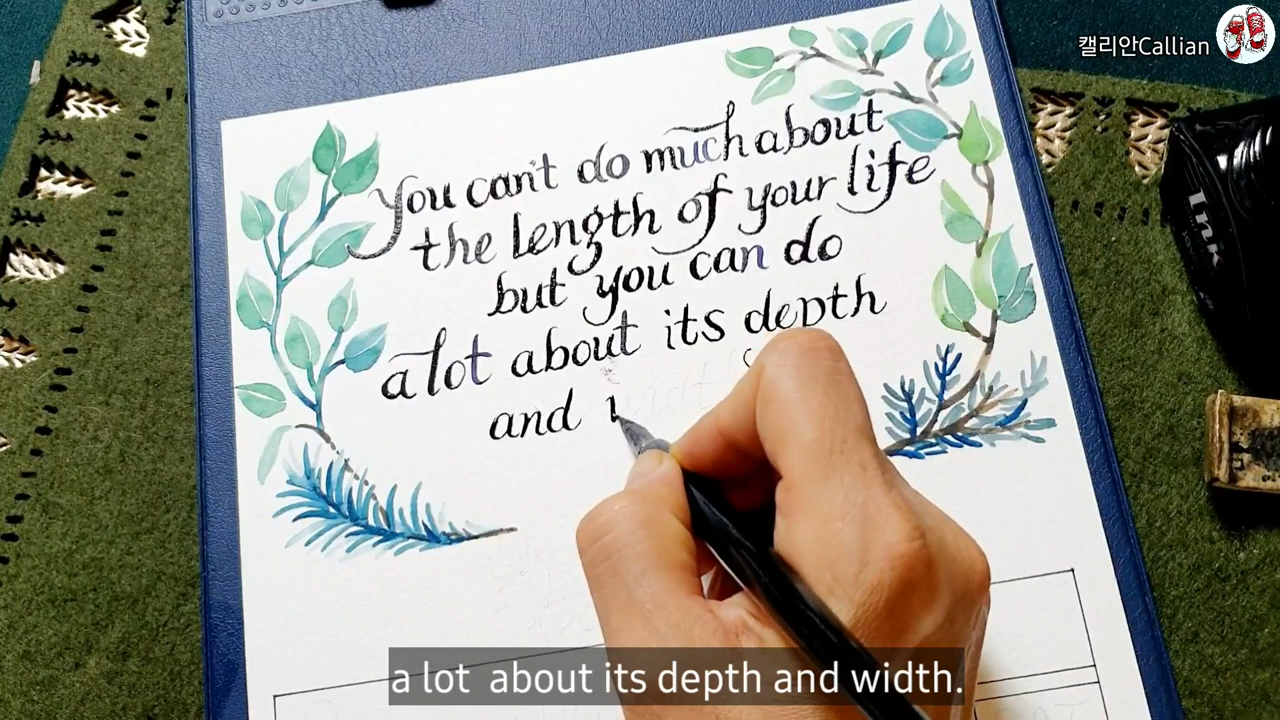 캘리안Callian
You can't do much about
the length of your life
but you can do
a lot about its depth
and
Ink
a lot about its depth and width.